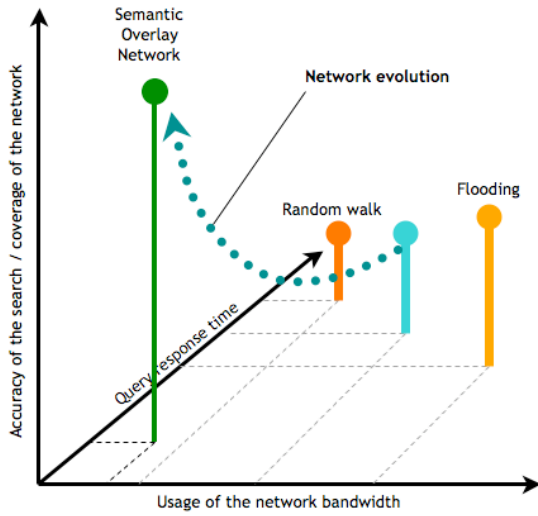 Semantic
Overlay
Network
Network evolution
Random walk
Flooding
Query response time
Accuracy of the search / coverage of the network
Usage of the network bandwidth